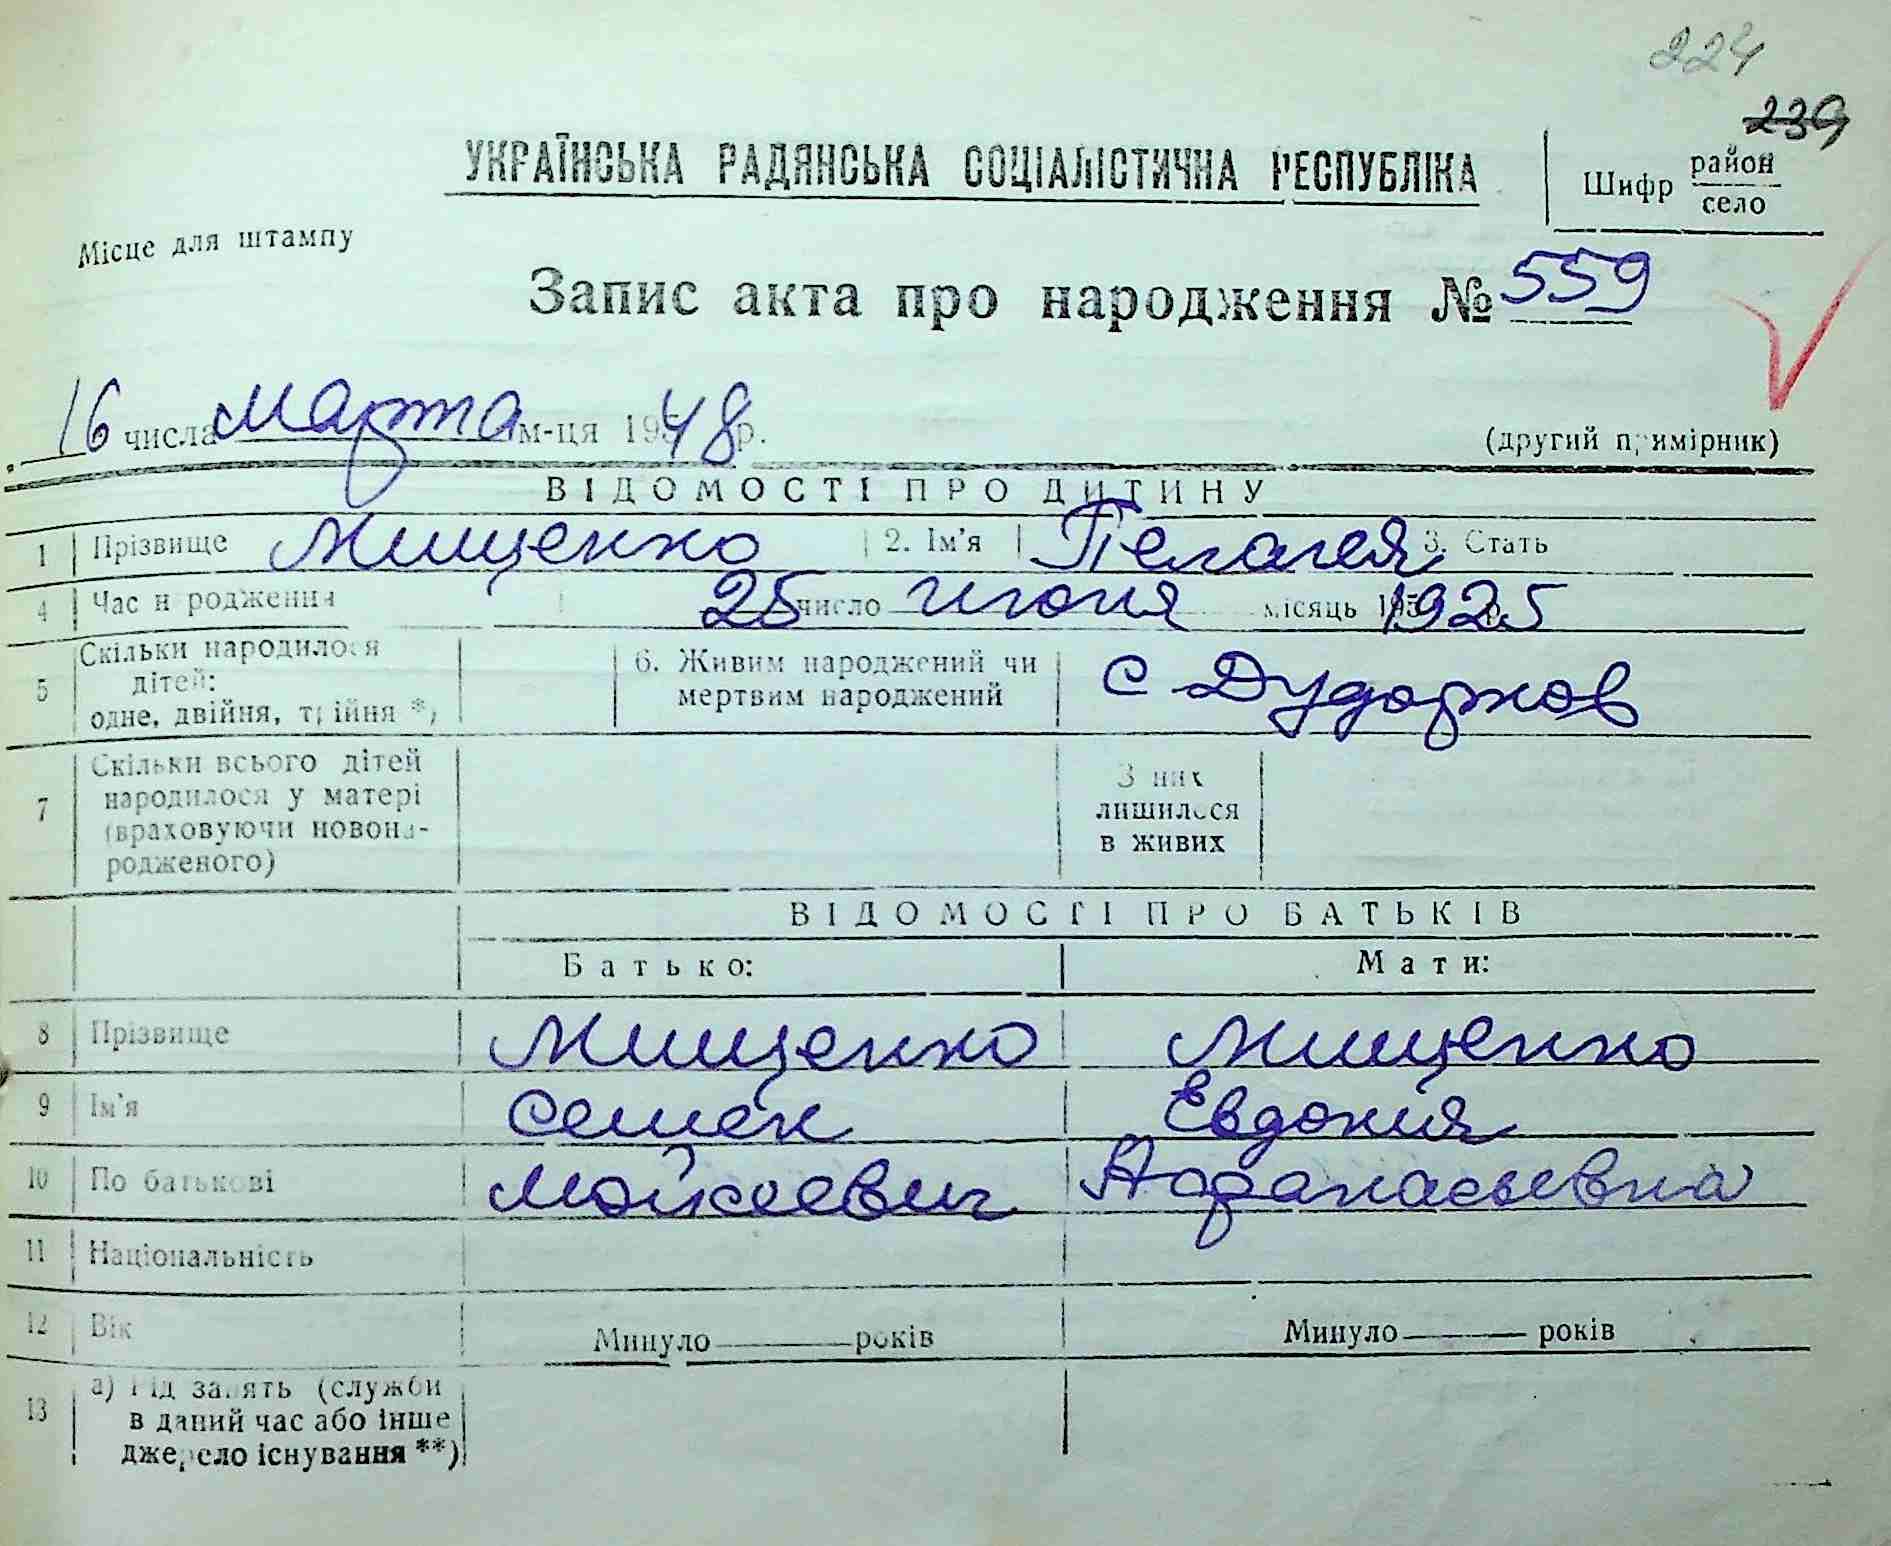 224
239
УКРАЇНСЬКА РАДЯНСЬКА СОЦІАЛІСТИЧНА РЕСПУБЛІКА
Шифр район
село
Місце для штампу
Запис акта про народження № 559
16 числа марта м-ця 1948 р.
(другий примірник)
ВІДОМОСТІ ПРО ДИТИНУ
1 Прізвище Мищенко 2. Ім'я Пелагея 3. Стать
4 Час народження 25 число июня місяць 1925
5 Скільки народилося
дітей:
одне, двійня, трійня *)
6. Живим народжений чи
мертвим народжений
с Дударков
7 Скільки всього дітей
народилося у матері
(враховуючи новона-
родженого)
З них
лишилося
в живих
ВІДОМОСТІ ПРО БАТЬКІВ
Батько: Мати:
8 Прізвище Мищенко Мищенко
9 Ім'я Семен Евдокия
10 По батькові Мойсеевич Афанасьевна
11 Національність
12 Вік Минуло років Минуло років
13 а) Рід занять (служби
в даний час або інше
джерело існування **)